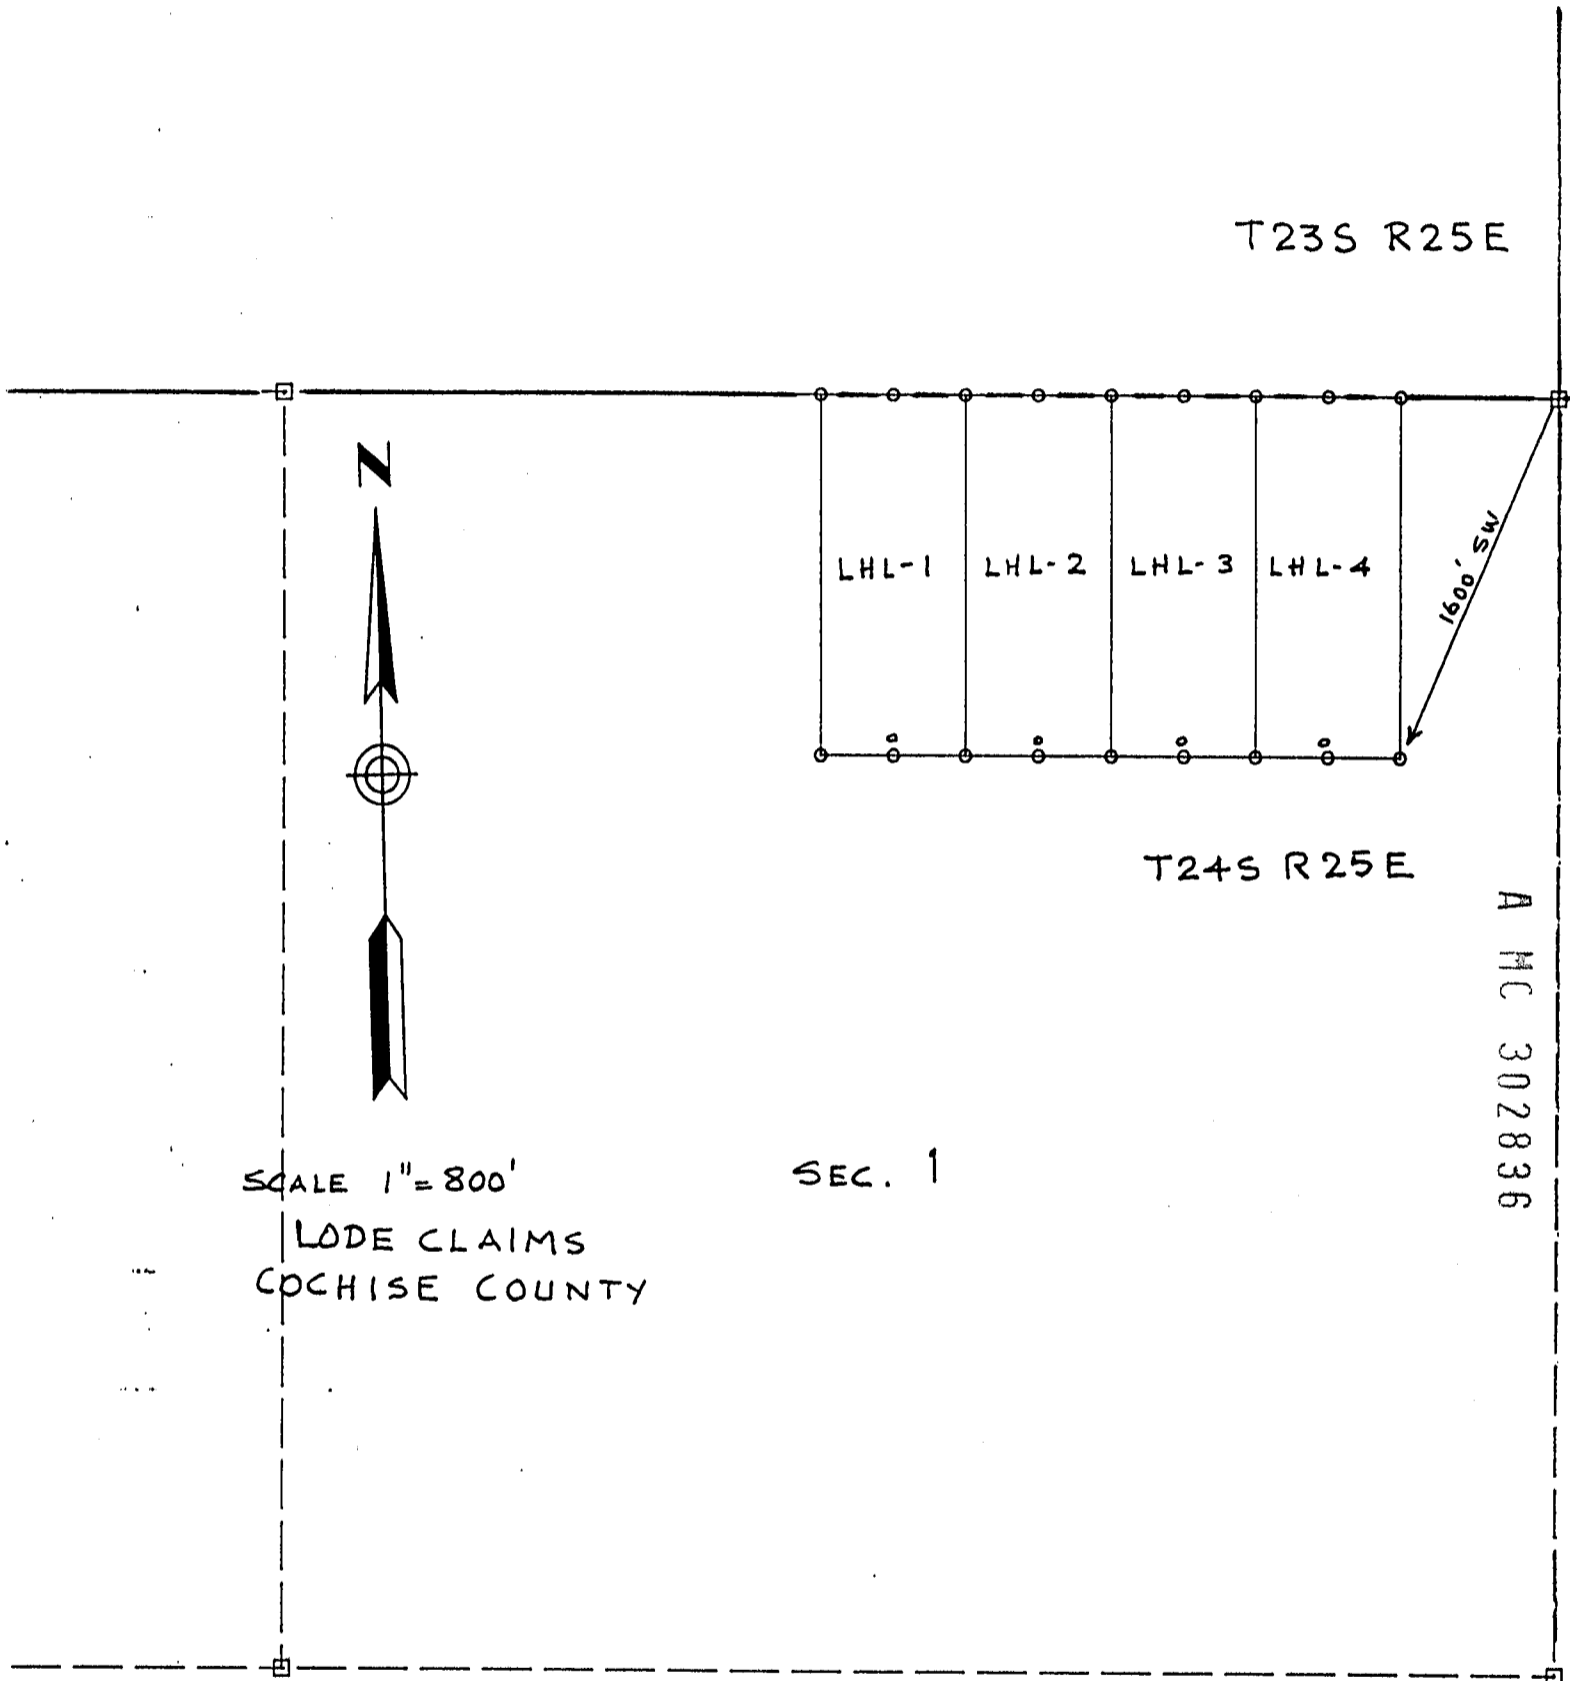 T23S R25E
N
LHL-1 LHL-2 LHL-3 LHL-4
1600' SW
T24S R25E
A MC 302836
SEC. 1
SCALE 1"=800'
LODE CLAIMS
COCHISE COUNTY